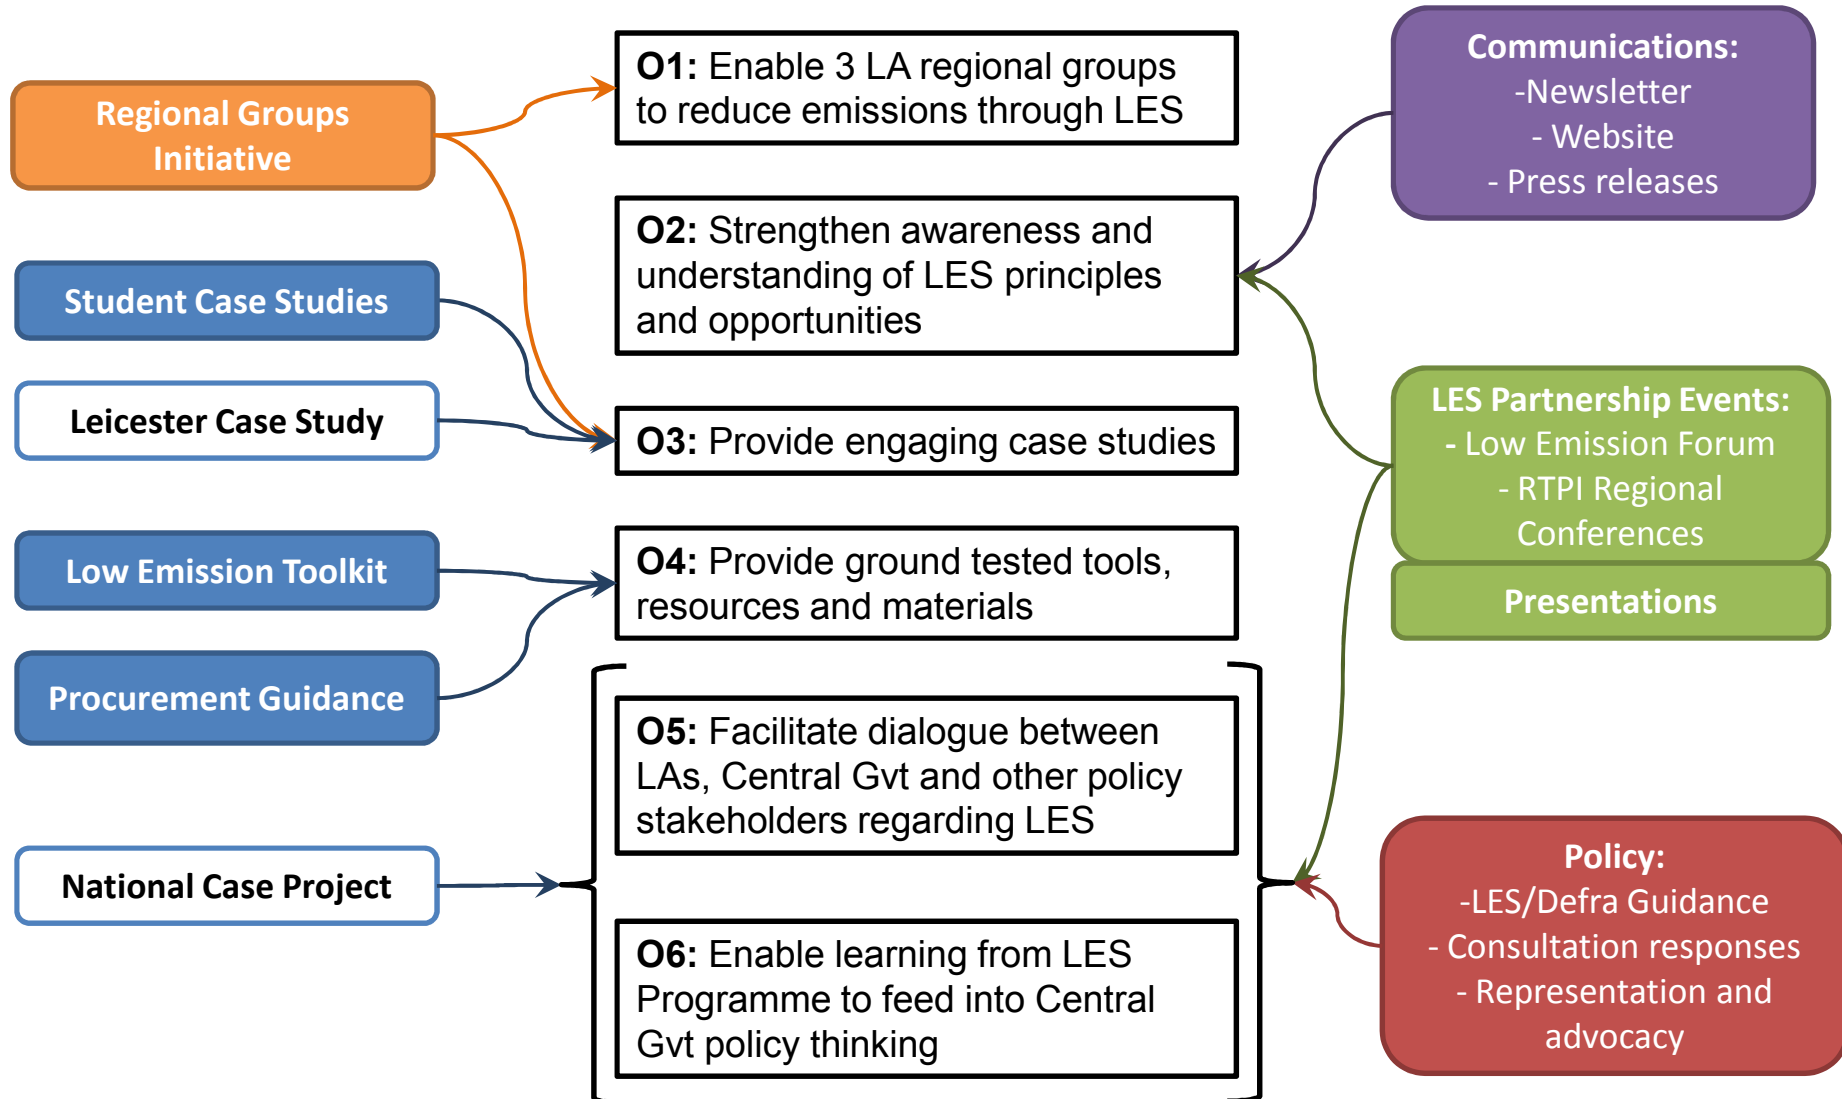 Regional Groups
Initiative
Student Case Studies
Leicester Case Study
Low Emission Toolkit
Procurement Guidance
National Case Project
O1: Enable 3 LA regional groups
to reduce emissions through LES
O2: Strengthen awareness and
understanding of LES principles
and opportunities
O3: Provide engaging case studies
O4: Provide ground tested tools,
resources and materials
O5: Facilitate dialogue between
LAs, Central Gvt and other policy
stakeholders regarding LES
O6: Enable learning from LES
Programme to feed into Central
Gvt policy thinking
Communications:
-Newsletter
- Website
- Press releases
LES Partnership Events:
- Low Emission Forum
- RTPI Regional
Conferences
Presentations
Policy:
-LES/Defra Guidance
- Consultation responses
- Representation and
advocacy